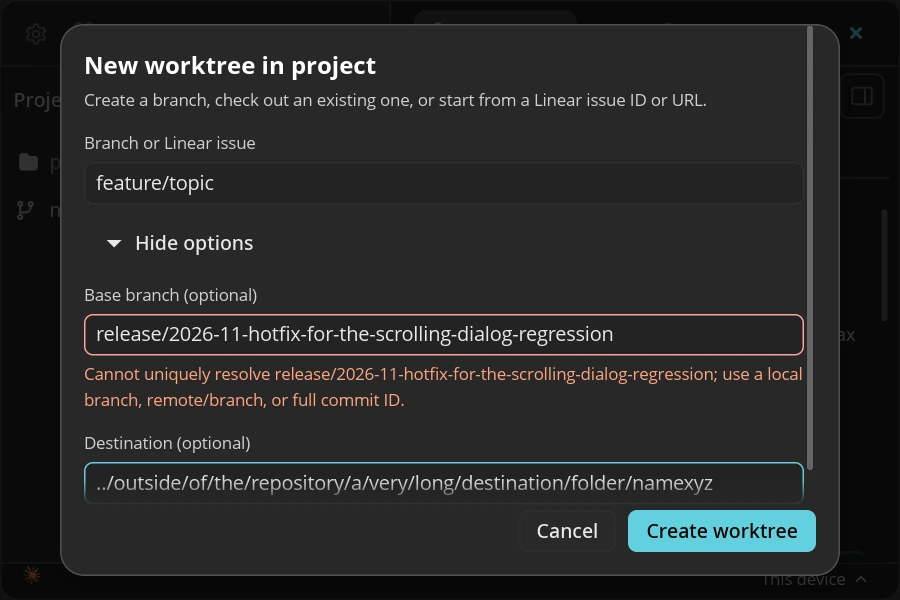 New worktree in project
Create a branch, check out an existing one, or start from a Linear issue ID or URL.
Proje
Branch or Linear issue
feature/topic
Hide options
Base branch (optional)
release/2026-11-hotfix-for-the-scrolling-dialog-regression
Cannot uniquely resolve release/2026-11-hotfix-for-the-scrolling-dialog-regression; use a local
branch, remote/branch, or full commit ID.
Destination (optional)
../outside/of/the/repository/a/very/long/destination/folder/namexyz
Cancel
Create worktree
This device